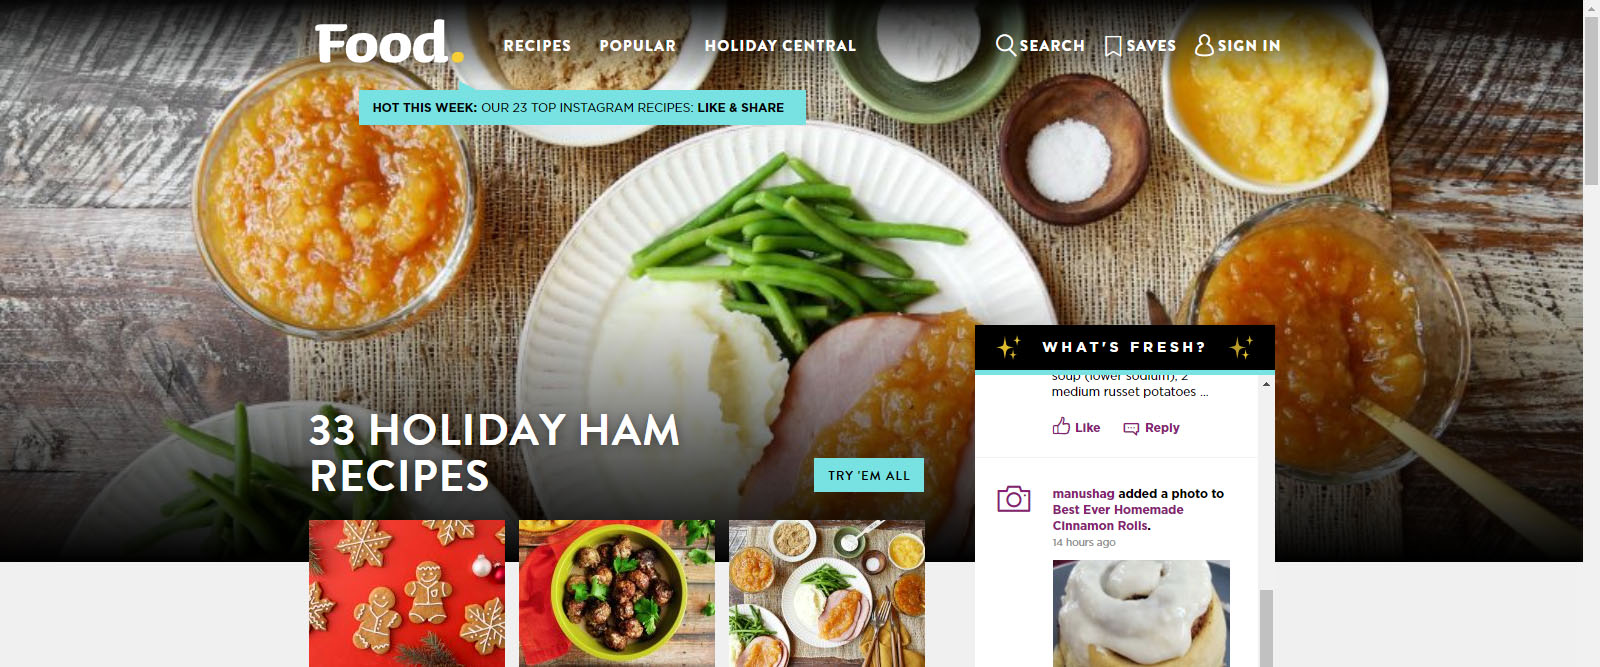 Food.
RECIPES POPULAR HOLIDAY CENTRAL SEARCH SAVES SIGN IN
HOT THIS WEEK: OUR 23 TOP INSTAGRAM RECIPES: LIKE & SHARE
33 HOLIDAY HAM
RECIPES
TRY 'EM ALL
WHAT'S FRESH?
soup (lower sodium), 2
medium russet potatoes ...
Like Reply
manushag added a photo to
Best Ever Homemade
Cinnamon Rolls.
14 hours ago